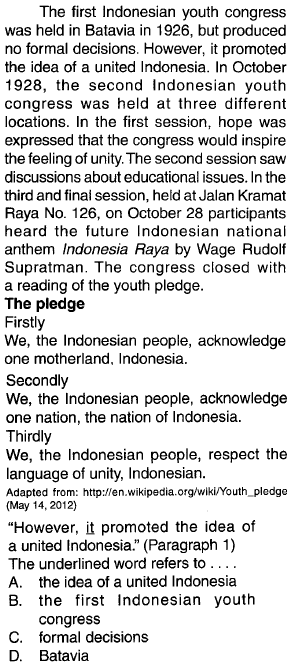 The first Indonesian youth congress
was held in Batavia in 1926, but produced
no formal decisions. However, it promoted
the idea of a united Indonesia. In October
1928, the second Indonesian youth
congress was held at three different
locations. In the first session, hope was
expressed that the congress would inspire
the feeling of unity. The second session saw
discussions about educational issues. In the
third and final session, held at Jalan Kramat
Raya No. 126, on October 28 participants
heard the future Indonesian national
anthem Indonesia Raya by Wage Rudolf
Supratman. The congress closed with
a reading of the youth pledge.
The pledge
Firstly
We, the Indonesian people, acknowledge
one motherland, Indonesia.
Secondly
We, the Indonesian people, acknowledge
one nation, the nation of Indonesia.
Thirdly
We, the Indonesian people, respect the
language of unity, Indonesian.
Adapted from: http://en.wikipedia.org/wiki/Youth_pledge
(May 14, 2012)
“However, it promoted the idea of
a united Indonesia.” (Paragraph 1)
The underlined word refers to . . . .
A. the idea of a united Indonesia
B. the first Indonesian youth
congress
C. formal decisions
D. Batavia